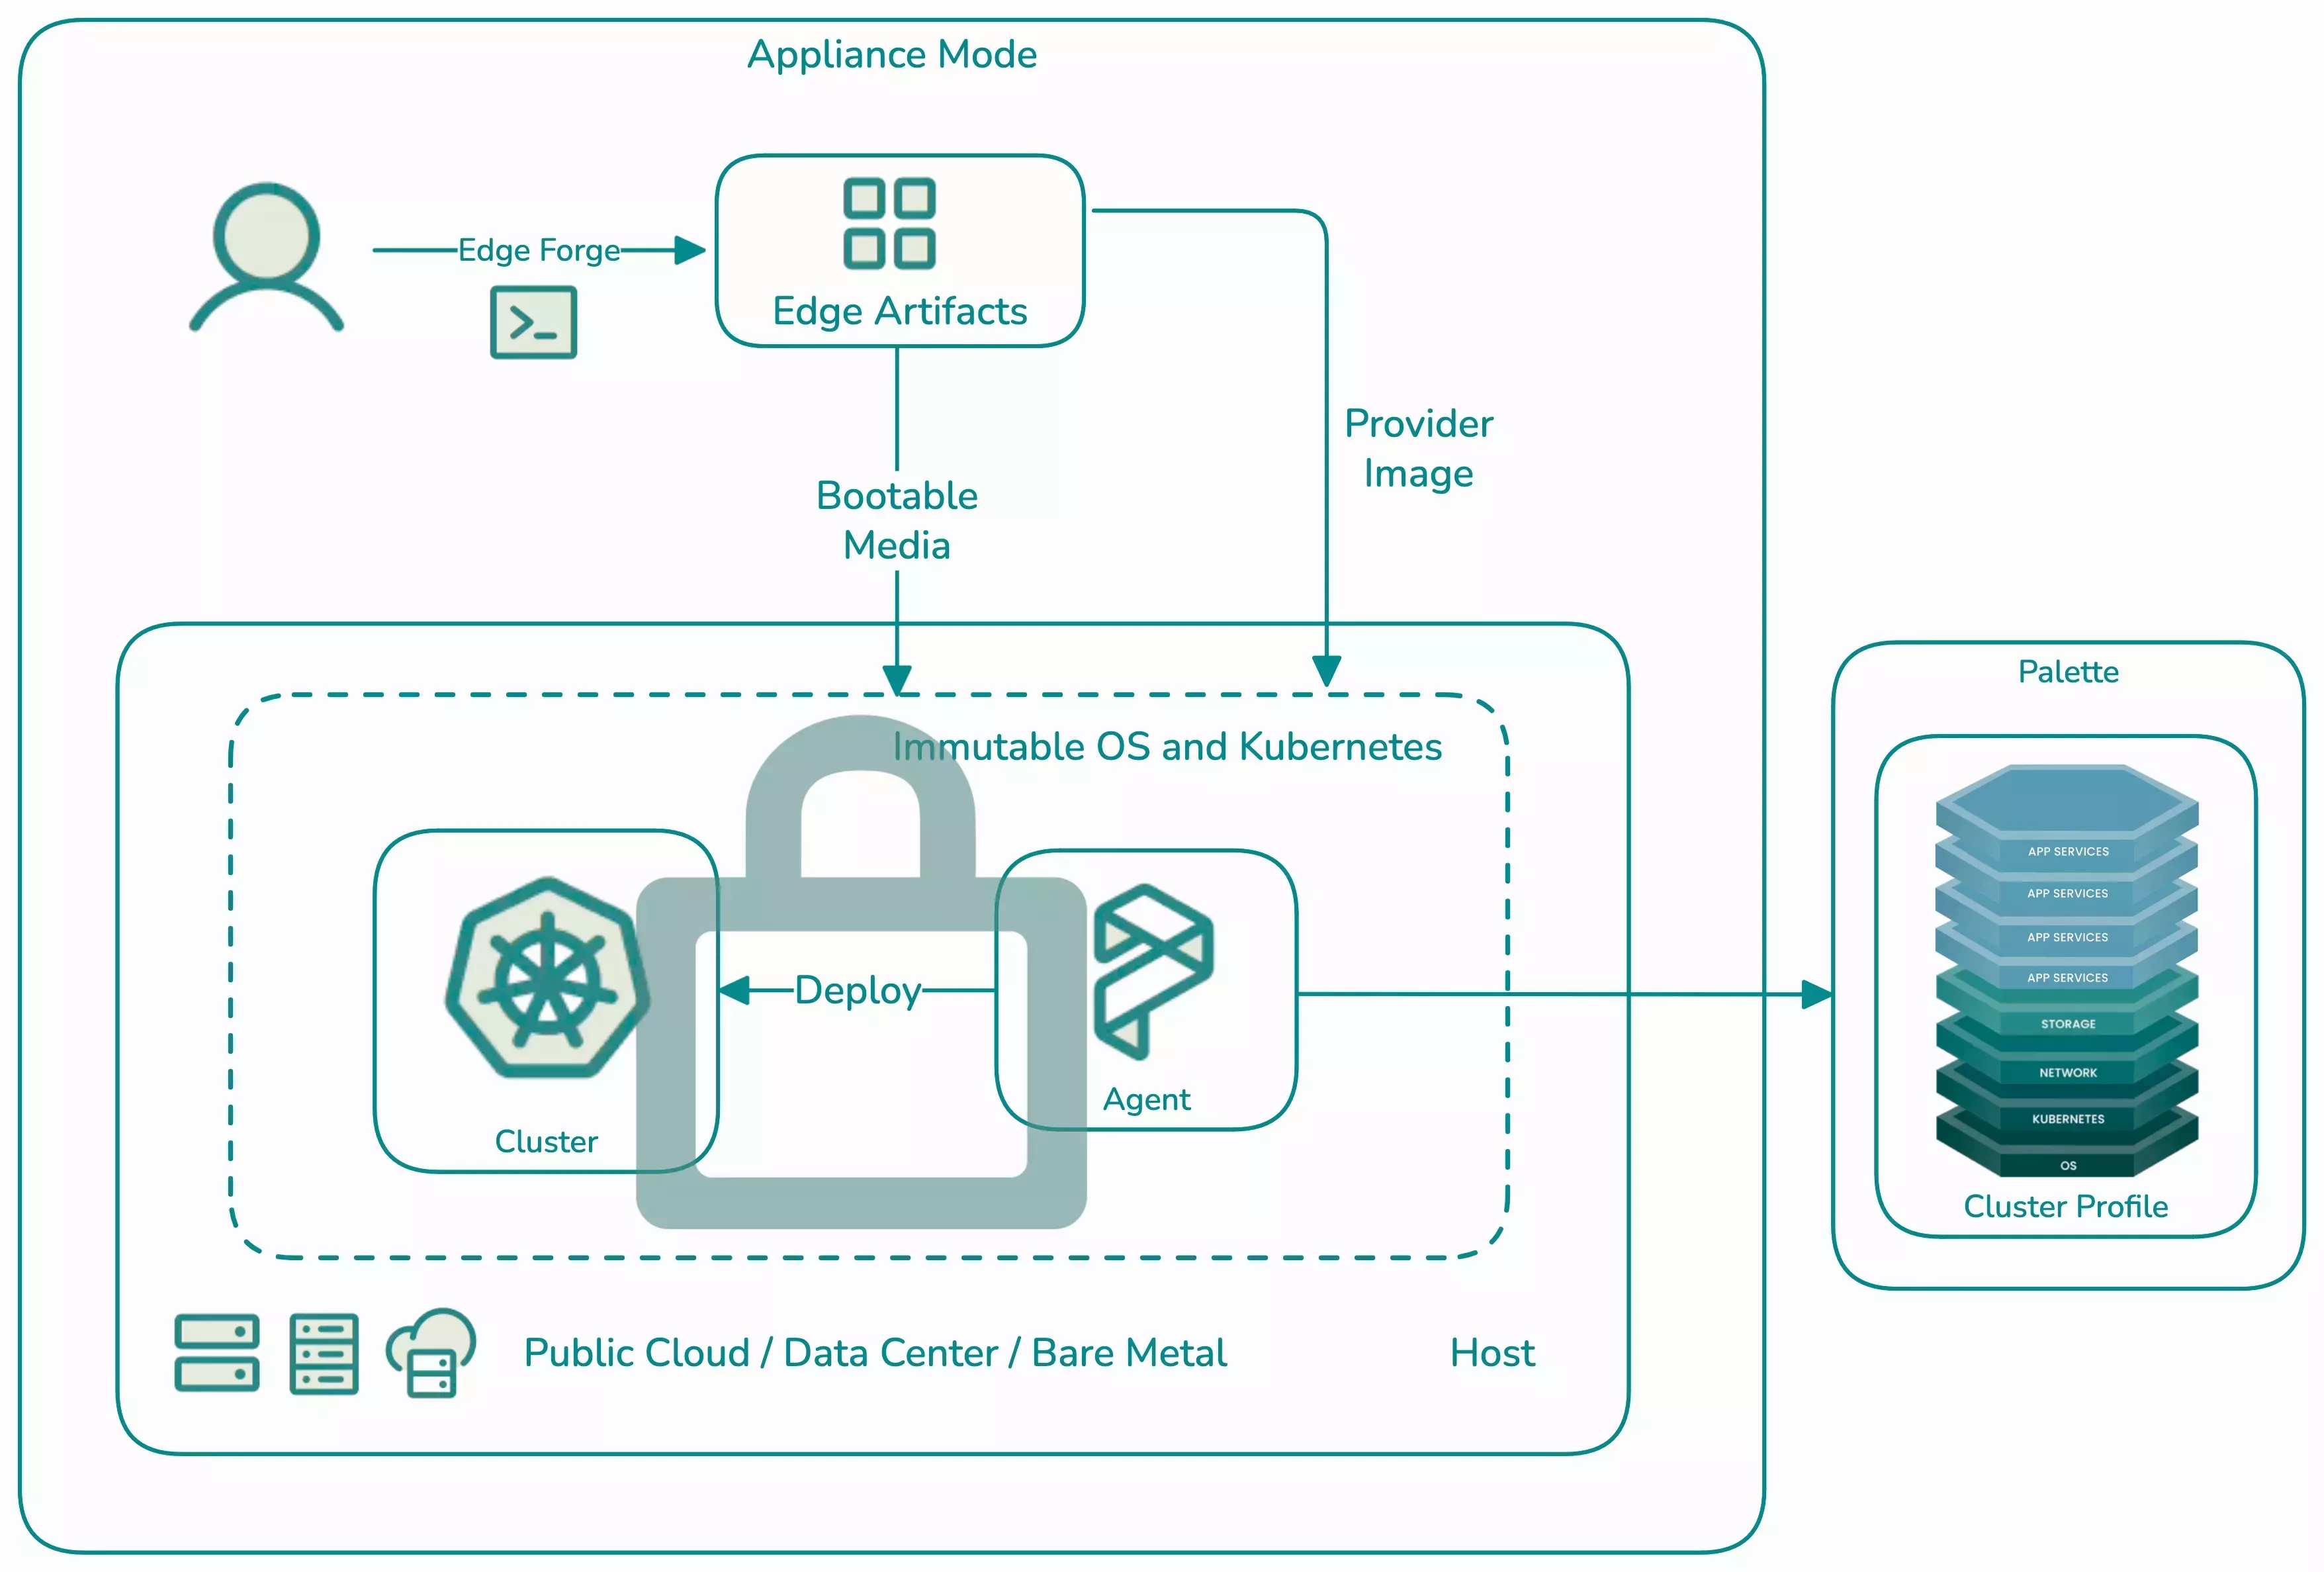 Appliance Mode
Edge Forge
Edge Artifacts
Provider
Image
Bootable
Media
Immutable OS and Kubernetes
Deploy
Agent
Cluster
Public Cloud / Data Center / Bare Metal
Host
Palette
APP SERVICES
APP SERVICES
APP SERVICES
APP SERVICES
STORAGE
NETWORK
KUBERNETES
OS
Cluster Profile